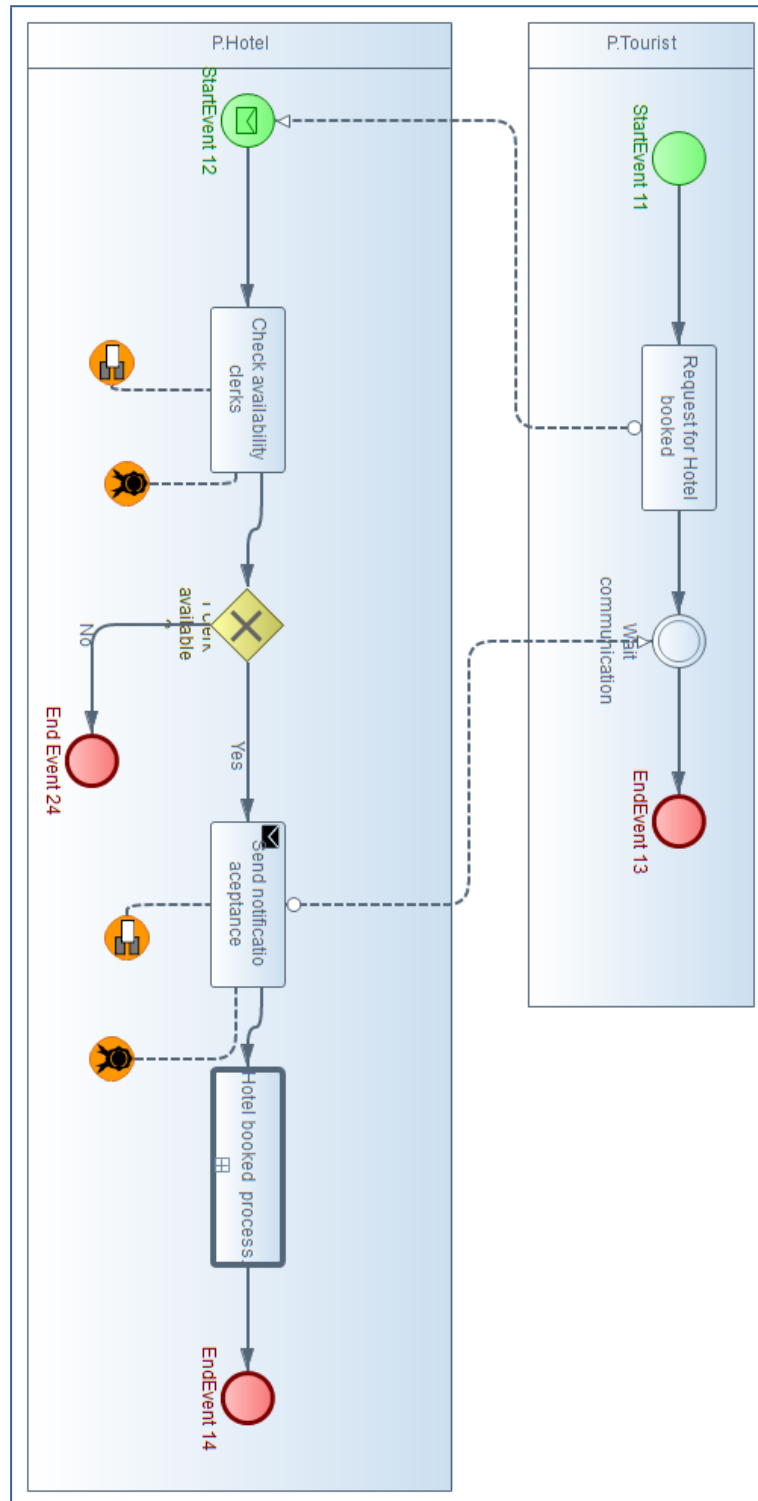 P.Hotel
StartEvent 12
Check availability
clerks
available
?
No
End Event 24
Yes
Send notificatio
aceptance
Hotel booked process.
EndEvent 14
P.Tourist
StartEvent 11
Request for Hotel
booked
Wait
communication
EndEvent 13